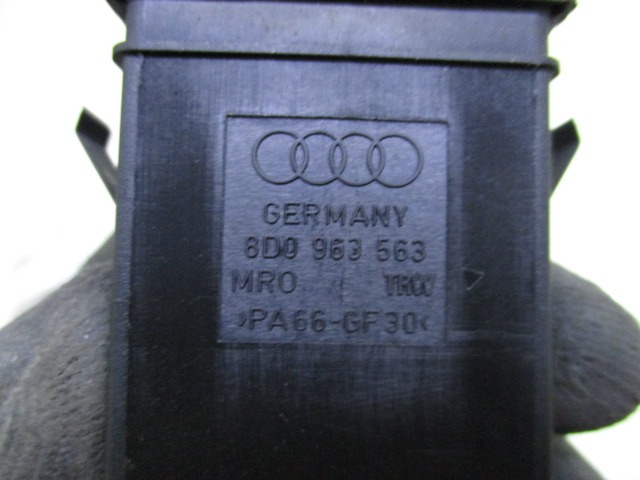 GERMANY
8D0 963 563
MRO TRW
>PA66-GF30<